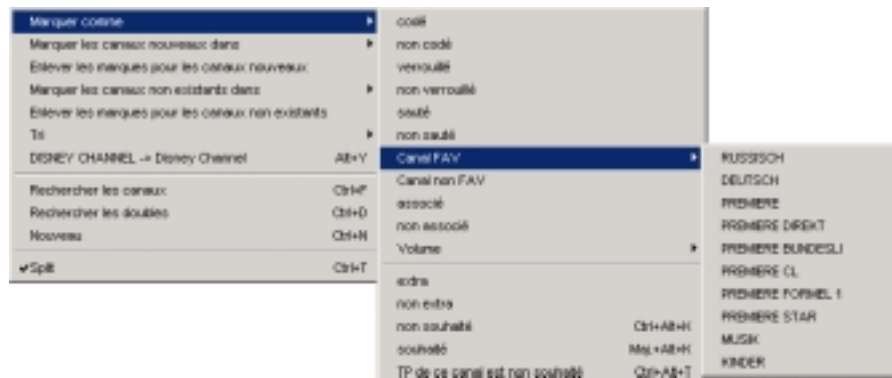 Marquer comme
Marquer les canaux nouveaux dans
Enlever les marques pour les canaux nouveaux
Marquer les canaux non existants dans
Enlever les marques pour les canaux non existants
Tri
DISNEY CHANNEL -> Disney Channel Alt+Y
Rechercher les canaux Ctrl+F
Rechercher les doubles Ctrl+D
Nouveau Ctrl+N
Split Ctrl+T
codé
non codé
verrouillé
non verrouillé
sauté
non sauté
Canal FAV
Canal non FAV
associé
non associé
Volume
extra
non extra
non souhaité Ctrl+Alt+K
souhaité Maj.+Alt+K
TP de ce canal est non souhaité Ctrl+Alt+T
RUSSISCH
DEUTSCH
PREMIERE
PREMIERE DIREKT
PREMIERE BUNDESLI
PREMIERE CL
PREMIERE FORMEL 1
PREMIERE STAR
MUSIK
KINDER